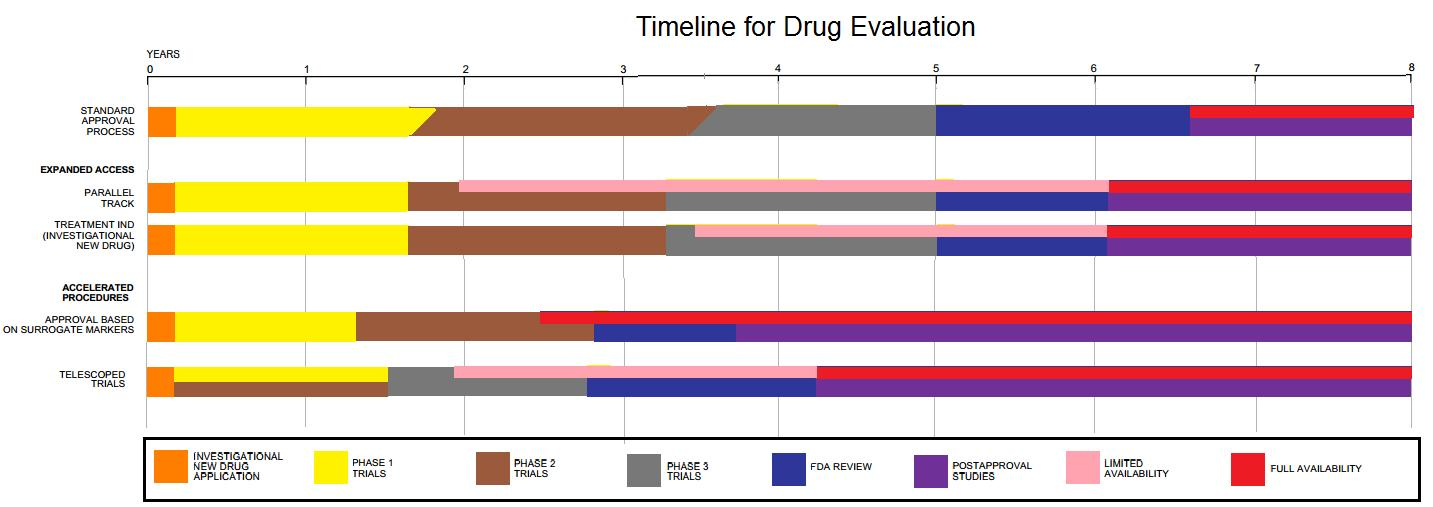 Timeline for Drug Evaluation
YEARS
0 1 2 3 4 5 6 7 8
STANDARD
APPROVAL
PROCESS
EXPANDED ACCESS
PARALLEL
TRACK
TREATMENT IND
(INVESTIGATIONAL
NEW DRUG)
ACCELERATED
PROCEDURES
APPROVAL BASED
ON SURROGATE MARKERS
TELESCOPED
TRIALS
INVESTIGATIONAL
NEW DRUG
APPLICATION
PHASE 1
TRIALS
PHASE 2
TRIALS
PHASE 3
TRIALS
FDA REVIEW
POSTAPPROVAL
STUDIES
LIMITED
AVAILABILITY
FULL AVAILABILITY